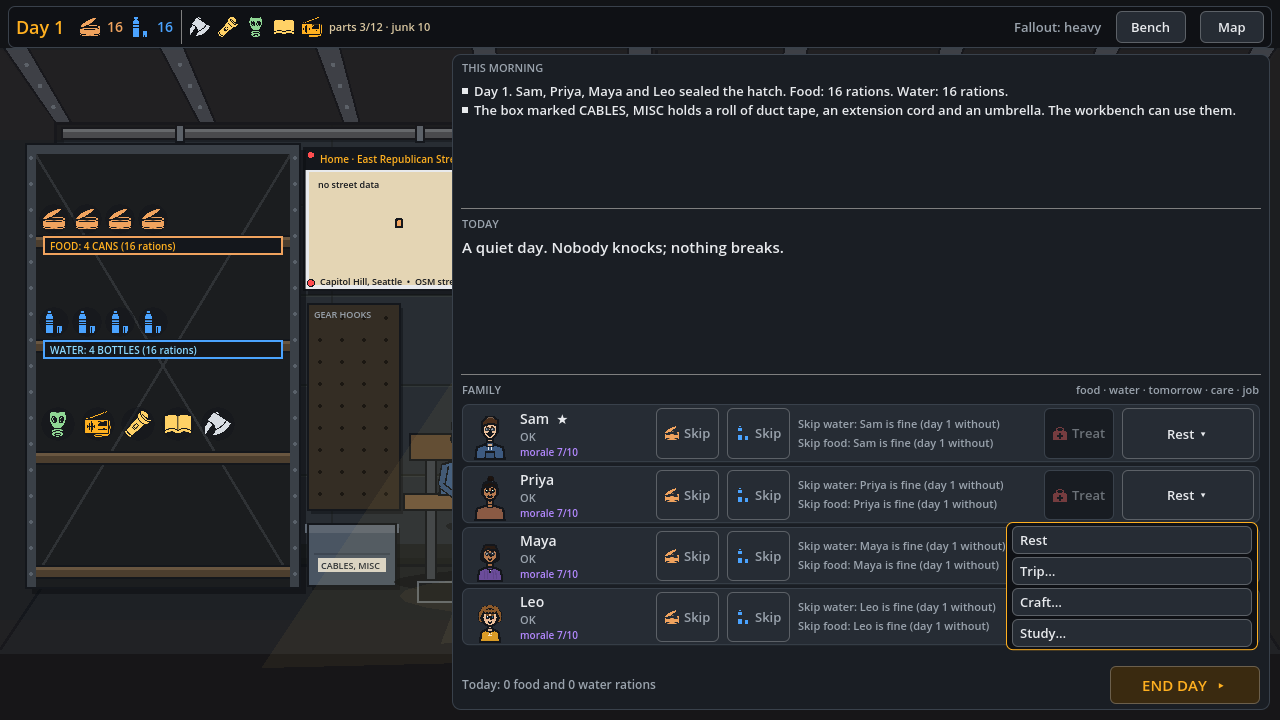 Day 1 16 16 parts 3/12 · junk 10 Fallout: heavy Bench Map
THIS MORNING
Day 1. Sam, Priya, Maya and Leo sealed the hatch. Food: 16 rations. Water: 16 rations.
The box marked CABLES, MISC holds a roll of duct tape, an extension cord and an umbrella. The workbench can use them.
Home · East Republican Stre
no street data
Capitol Hill, Seattle • OSM stre
FOOD: 4 CANS (16 rations)
WATER: 4 BOTTLES (16 rations)
GEAR HOOKS
CABLES, MISC
TODAY
A quiet day. Nobody knocks; nothing breaks.
FAMILY food · water · tomorrow · care · job
Sam ★
OK
morale 7/10
Skip Skip
Skip water: Sam is fine (day 1 without)
Skip food: Sam is fine (day 1 without)
Treat Rest ▾
Priya
OK
morale 7/10
Skip Skip
Skip water: Priya is fine (day 1 without)
Skip food: Priya is fine (day 1 without)
Treat Rest ▾
Maya
OK
morale 7/10
Skip Skip
Skip water: Maya is fine (day 1 without)
Skip food: Maya is fine (day 1 without)
Leo
OK
morale 7/10
Skip Skip
Skip water: Leo is fine (day 1 without)
Skip food: Leo is fine (day 1 without)
Rest
Trip...
Craft...
Study...
Today: 0 food and 0 water rations
END DAY ▸